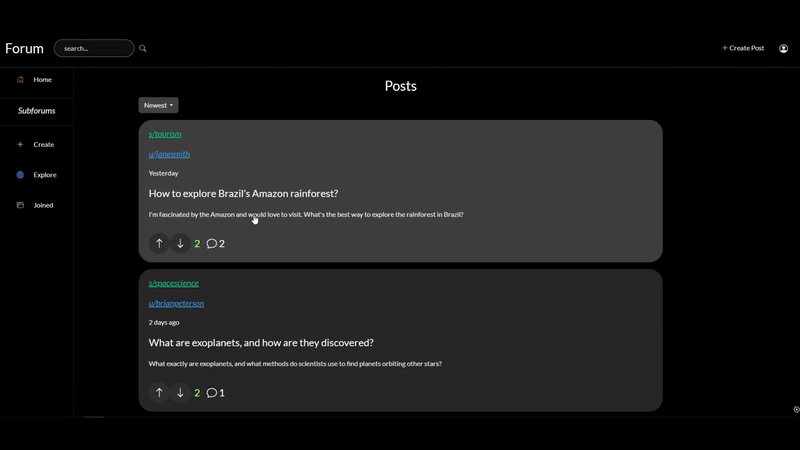 Forum
search...
+ Create Post
Home
Subforums
Create
Explore
Joined
Posts
Newest
s/tourism
u/janesmith
Yesterday
How to explore Brazil's Amazon rainforest?
I'm fascinated by the Amazon and would love to visit. What's the best way to explore the rainforest in Brazil?
2 2
s/spacescience
u/brianpeterson
2 days ago
What are exoplanets, and how are they discovered?
What exactly are exoplanets, and what methods do scientists use to find planets orbiting other stars?
2 1